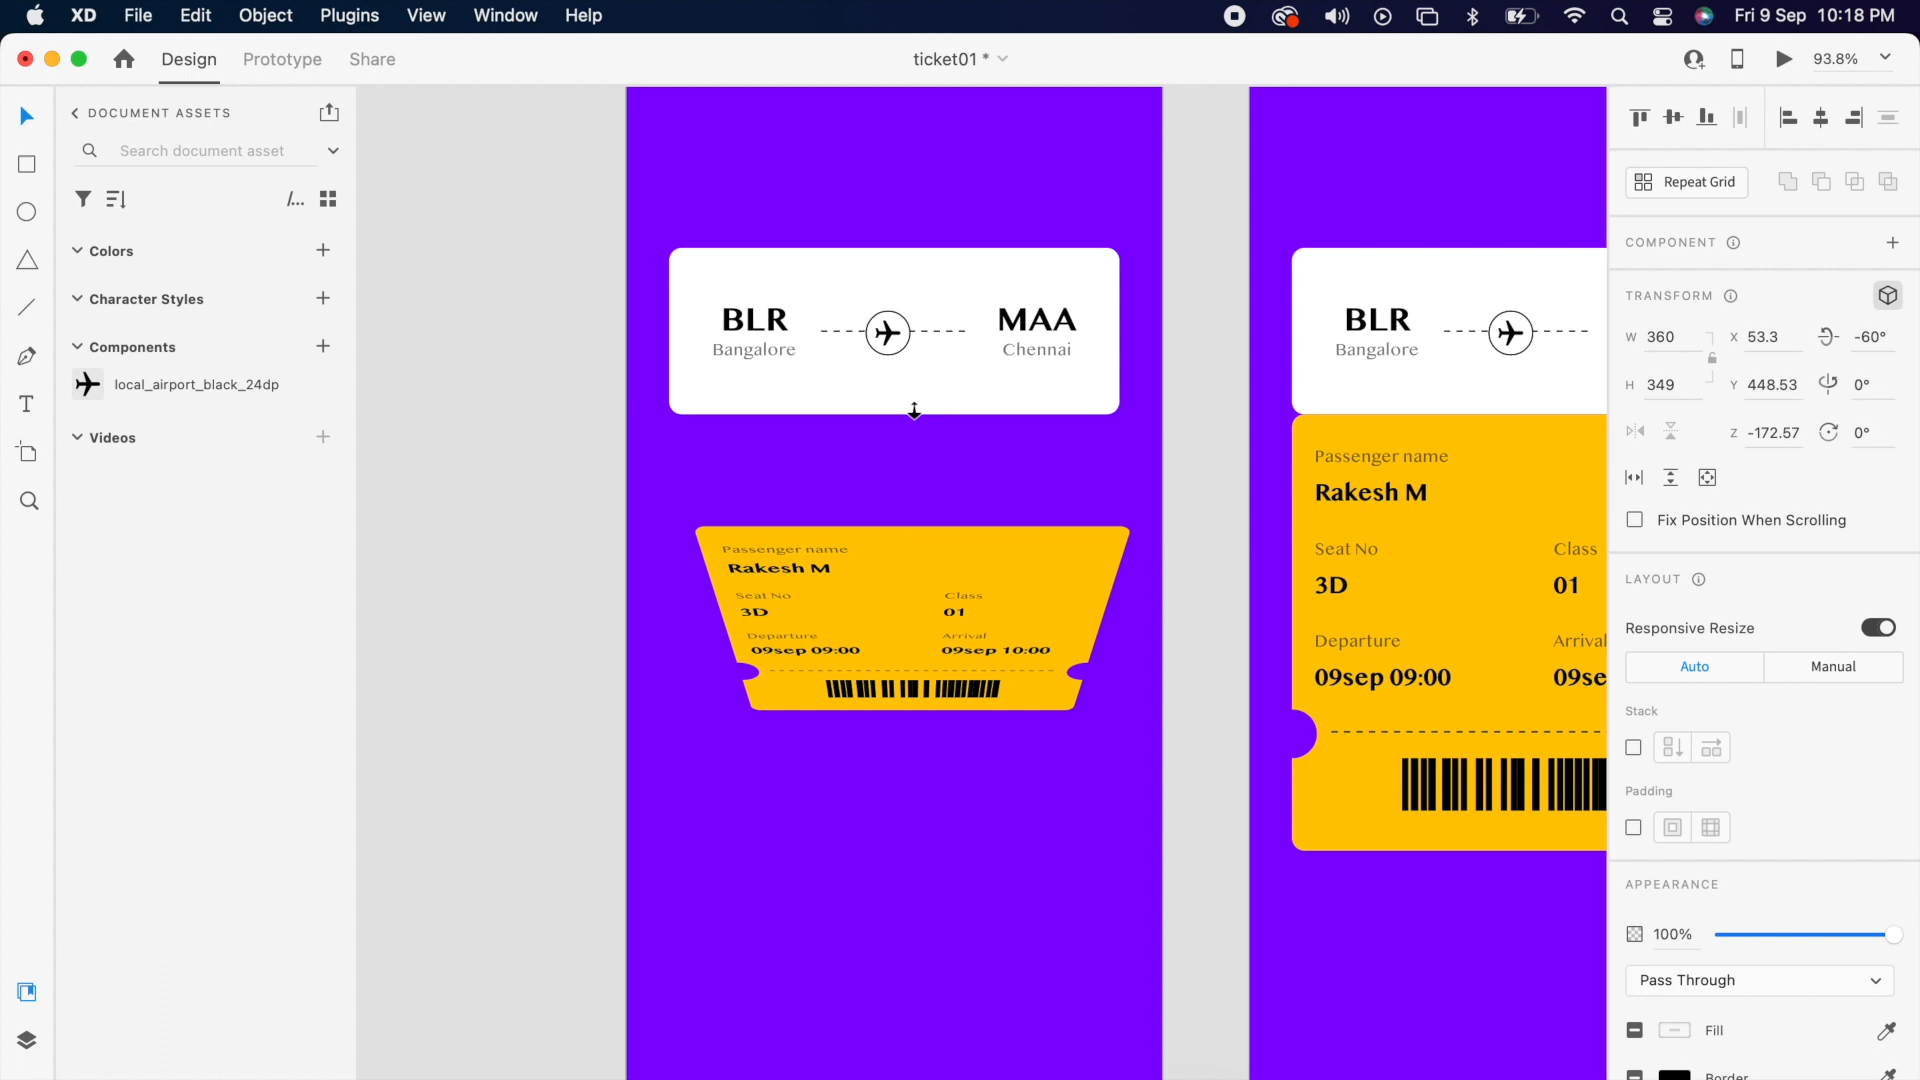 XD File Edit Object Plugins View Window Help Fri 9 Sep 10:18 PM
Design Prototype Share ticket01 * 93.8%
DOCUMENT ASSETS
Search document asset
/...
Colors
Character Styles
Components
local_airport_black_24dp
Videos
BLR MAA
Bangalore Chennai
Passenger name
Rakesh M
Seat No Class
3D 01
Departure Arrival
09sep 09:00 09sep 10:00
BLR
Bangalore
Passenger name
Rakesh M
Seat No Class
3D 01
Departure Arrival
09sep 09:00 09se
Repeat Grid
COMPONENT
TRANSFORM
W 360 X 53.3 -60°
H 349 Y 448.53 0°
Z -172.57 0°
Fix Position When Scrolling
LAYOUT
Responsive Resize
Auto Manual
Stack
Padding
APPEARANCE
100%
Pass Through
Fill
Border